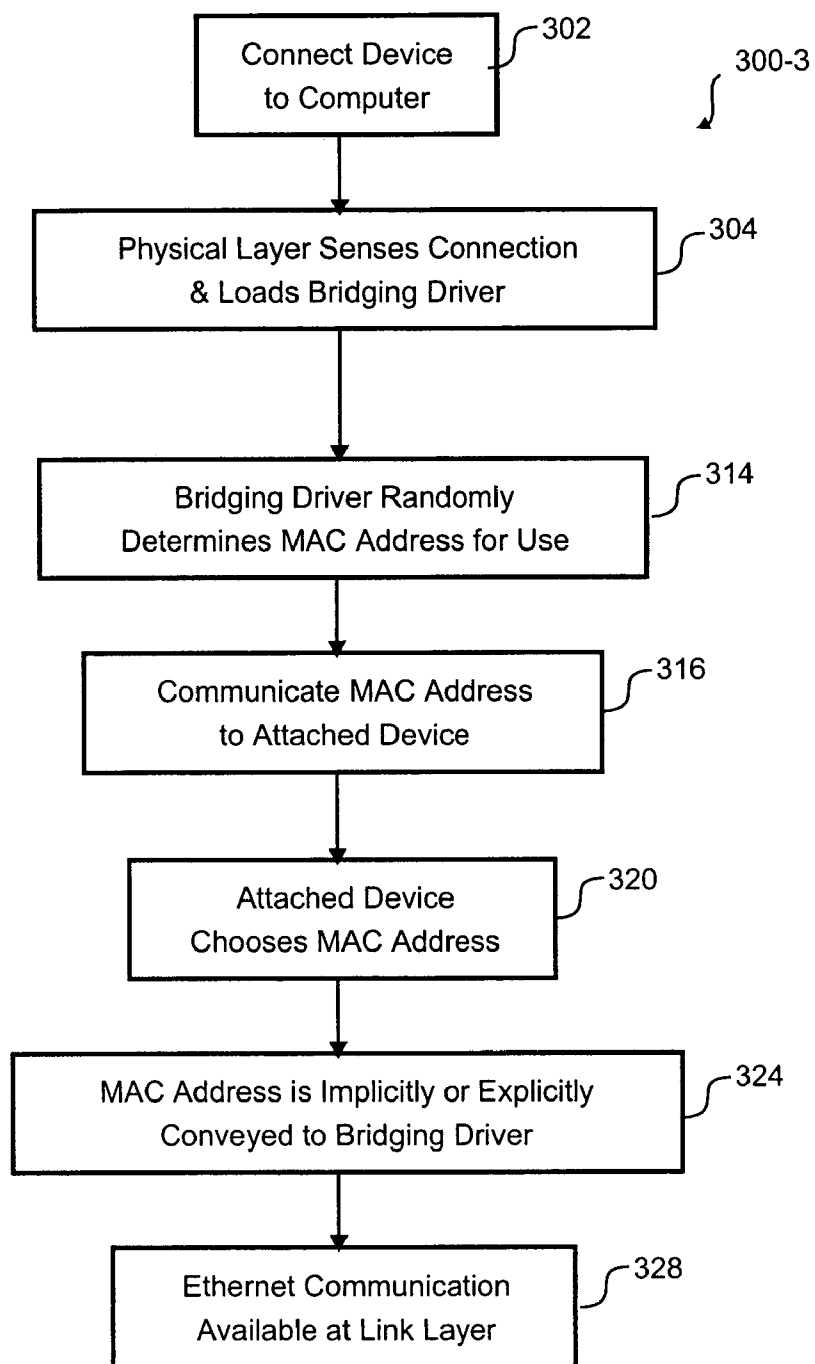 Connect Device
to Computer
302
300-3
Physical Layer Senses Connection
& Loads Bridging Driver
304
Bridging Driver Randomly
Determines MAC Address for Use
314
Communicate MAC Address
to Attached Device
316
Attached Device
Chooses MAC Address
320
MAC Address is Implicitly or Explicitly
Conveyed to Bridging Driver
324
Ethernet Communication
Available at Link Layer
328